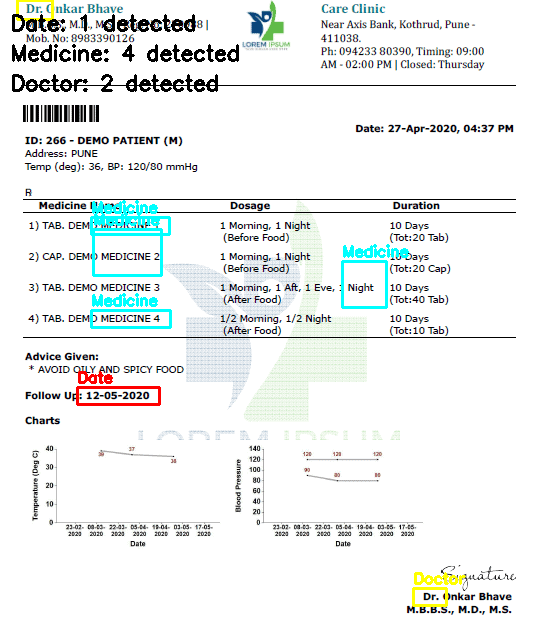 Dr. Onkar Bhave
Care Clinic
Date: 1 detected
Near Axis Bank, Kothrud, Pune - 411038.
Mob. No: 8983390126
Medicine: 4 detected
Ph: 094233 80390, Timing: 09:00 AM - 02:00 PM | Closed: Thursday
LOREM IPSUM
Doctor: 2 detected
Date: 27-Apr-2020, 04:37 PM
ID: 266 - DEMO PATIENT (M)
Address: PUNE
Temp (deg): 36, BP: 120/80 mmHg
R
Medicine Dosage Duration
Medicine
Medicine
1) TAB. DEMO MEDICINE 1 Morning, 1 Night 10 Days
(Before Food) (Tot:20 Tab)
Medicine
2) CAP. DEMO MEDICINE 2 1 Morning, 1 Night 10 Days
(Before Food) (Tot:20 Cap)
3) TAB. DEMO MEDICINE 3 1 Morning, 1 Aft, 1 Eve, 1 Night 10 Days
(After Food) (Tot:40 Tab)
Medicine
4) TAB. DEMO MEDICINE 4 1/2 Morning, 1/2 Night 10 Days
(After Food) (Tot:10 Tab)
Advice Given:
* AVOID OILY AND SPICY FOOD
Date
Follow Up: 12-05-2020
Charts
LOREM IPSUM
Temperature (Deg C)
40
30
20
10
0
39 37 36
23-02-2020 08-03-2020 22-03-2020 05-04-2020 19-04-2020 03-05-2020 17-05-2020
Date
Blood Pressure
140
120
100
80
60
40
20
0
120 120 120
90 80 80
23-02-2020 08-03-2020 22-03-2020 05-04-2020 19-04-2020 03-05-2020 17-05-2020
Date
Signature
Doctor
Dr. Onkar Bhave
M.B.B.S., M.D., M.S.